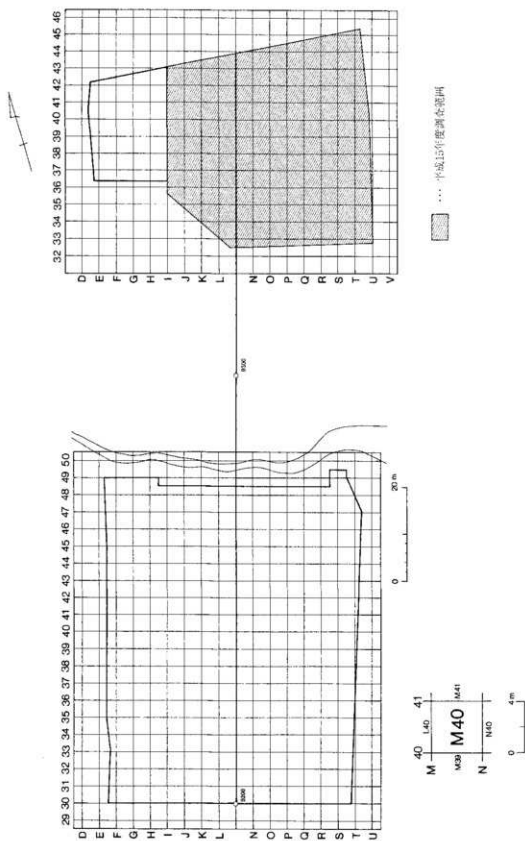 32 33 34 35 36 37 38 39 40 41 42 43 44 45 46
D
E
F
G
H
I
J
K
L
N
O
P
Q
R
S
T
U
V
… 平成15年度調査範囲
9300
29 30 31 32 33 34 35 36 37 38 39 40 41 42 43 44 45 46 47 48 49 50
D
E
F
G
H
I
J
K
L
N
O
P
Q
R
S
T
U
9200
0 20 m
40 41
M L40
M39 M40 M41
N N40
0 4 m